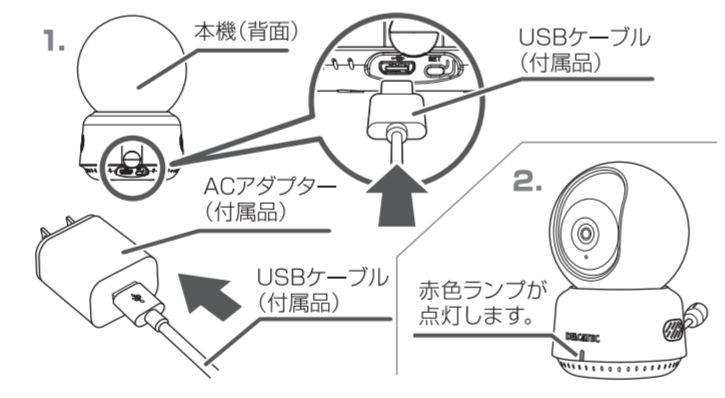 1.
本機（背面）
SET
USBケーブル
（付属品）
ACアダプター
（付属品）
USBケーブル
（付属品）
2.
赤色ランプが
点灯します。